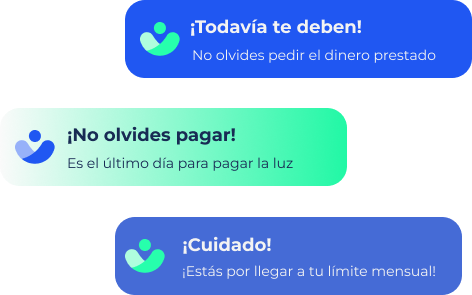 ¡Todavía te deben!
No olvides pedir el dinero prestado
¡No olvides pagar!
Es el último día para pagar la luz
¡Cuidado!
¡Estás por llegar a tu límite mensual!